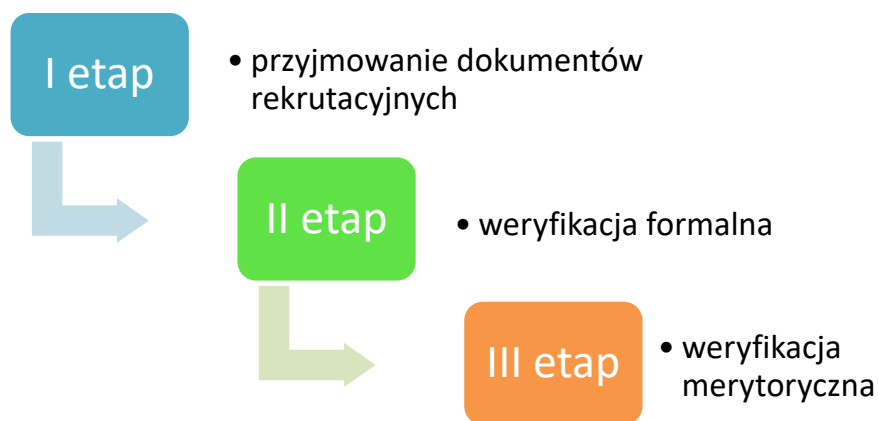 I etap
• przyjmowanie dokumentów
rekrutacyjnych
II etap
• weryfikacja formalna
III etap
• weryfikacja
merytoryczna